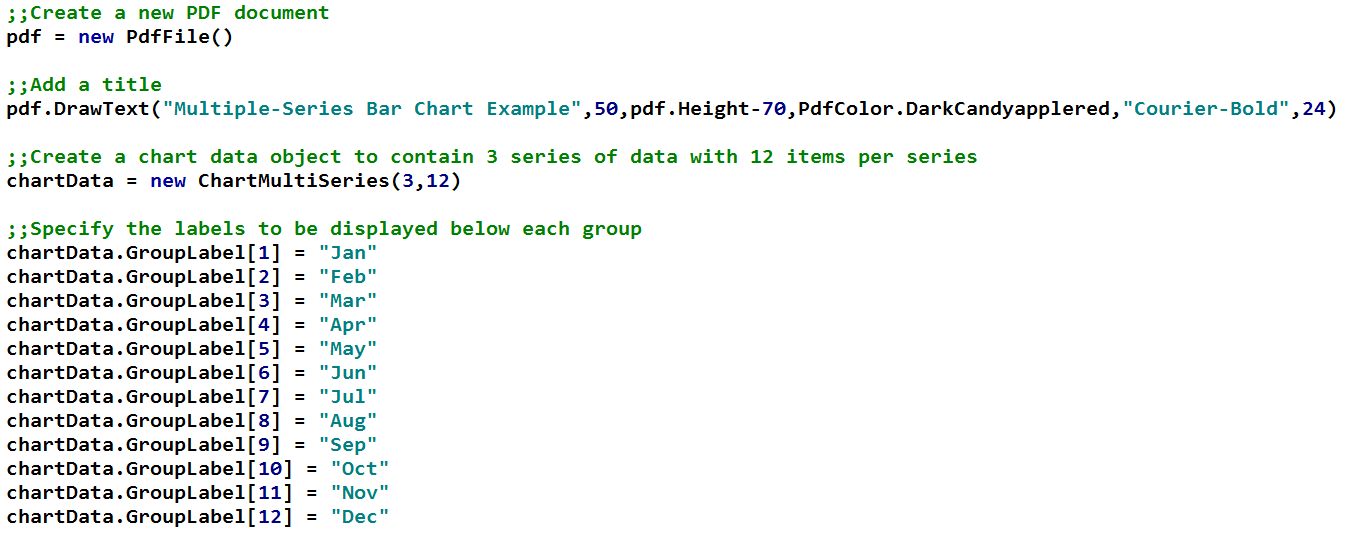 ;;Create a new PDF document
pdf = new PdfFile()
;;Add a title
pdf.DrawText("Multiple-Series Bar Chart Example",50,pdf.Height-70,PdfColor.DarkCandyapplered,"Courier-Bold",24)
;;Create a chart data object to contain 3 series of data with 12 items per series
chartData = new ChartMultiSeries(3,12)
;;Specify the labels to be displayed below each group
chartData.GroupLabel[1] = "Jan"
chartData.GroupLabel[2] = "Feb"
chartData.GroupLabel[3] = "Mar"
chartData.GroupLabel[4] = "Apr"
chartData.GroupLabel[5] = "May"
chartData.GroupLabel[6] = "Jun"
chartData.GroupLabel[7] = "Jul"
chartData.GroupLabel[8] = "Aug"
chartData.GroupLabel[9] = "Sep"
chartData.GroupLabel[10] = "Oct"
chartData.GroupLabel[11] = "Nov"
chartData.GroupLabel[12] = "Dec"